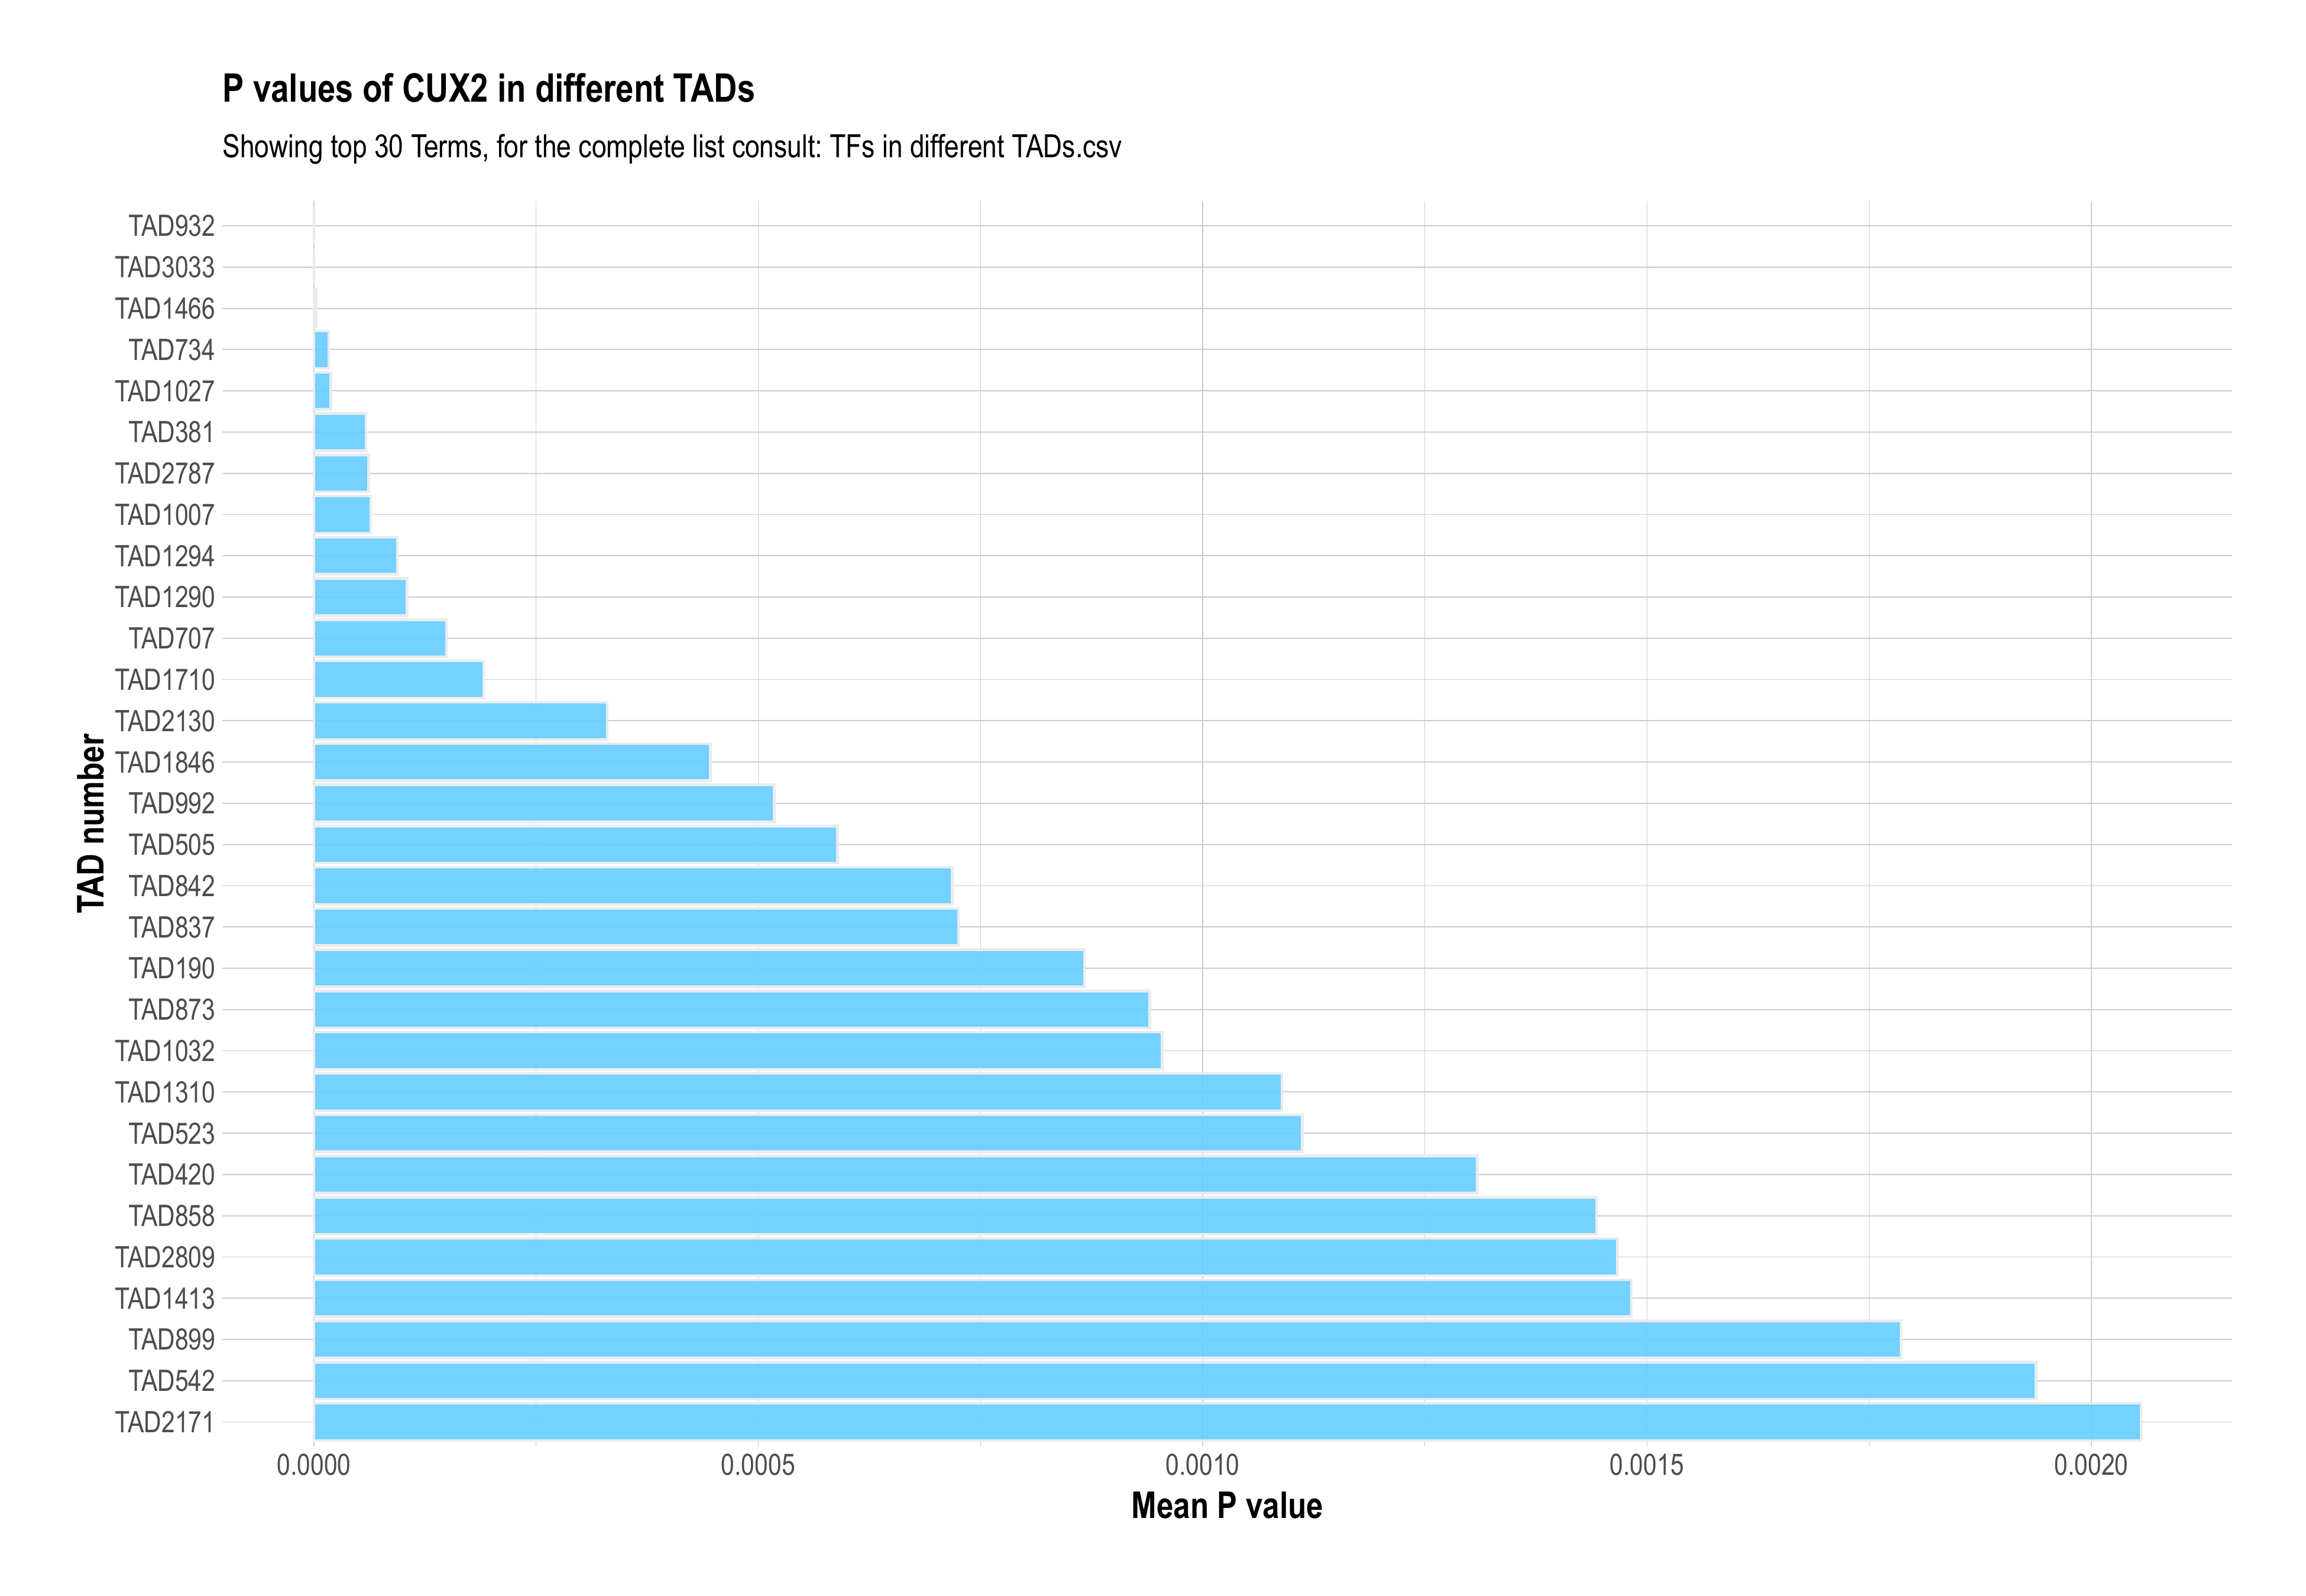 P values of CUX2 in different TADs
Showing top 30 Terms, for the complete list consult: TFs in different TADs.csv
TAD number
TAD932
TAD3033
TAD1466
TAD734
TAD1027
TAD381
TAD2787
TAD1007
TAD1294
TAD1290
TAD707
TAD1710
TAD2130
TAD1846
TAD992
TAD505
TAD842
TAD837
TAD190
TAD873
TAD1032
TAD1310
TAD523
TAD420
TAD858
TAD2809
TAD1413
TAD899
TAD542
TAD2171
0.0000 0.0005 0.0010 0.0015 0.0020
Mean P value